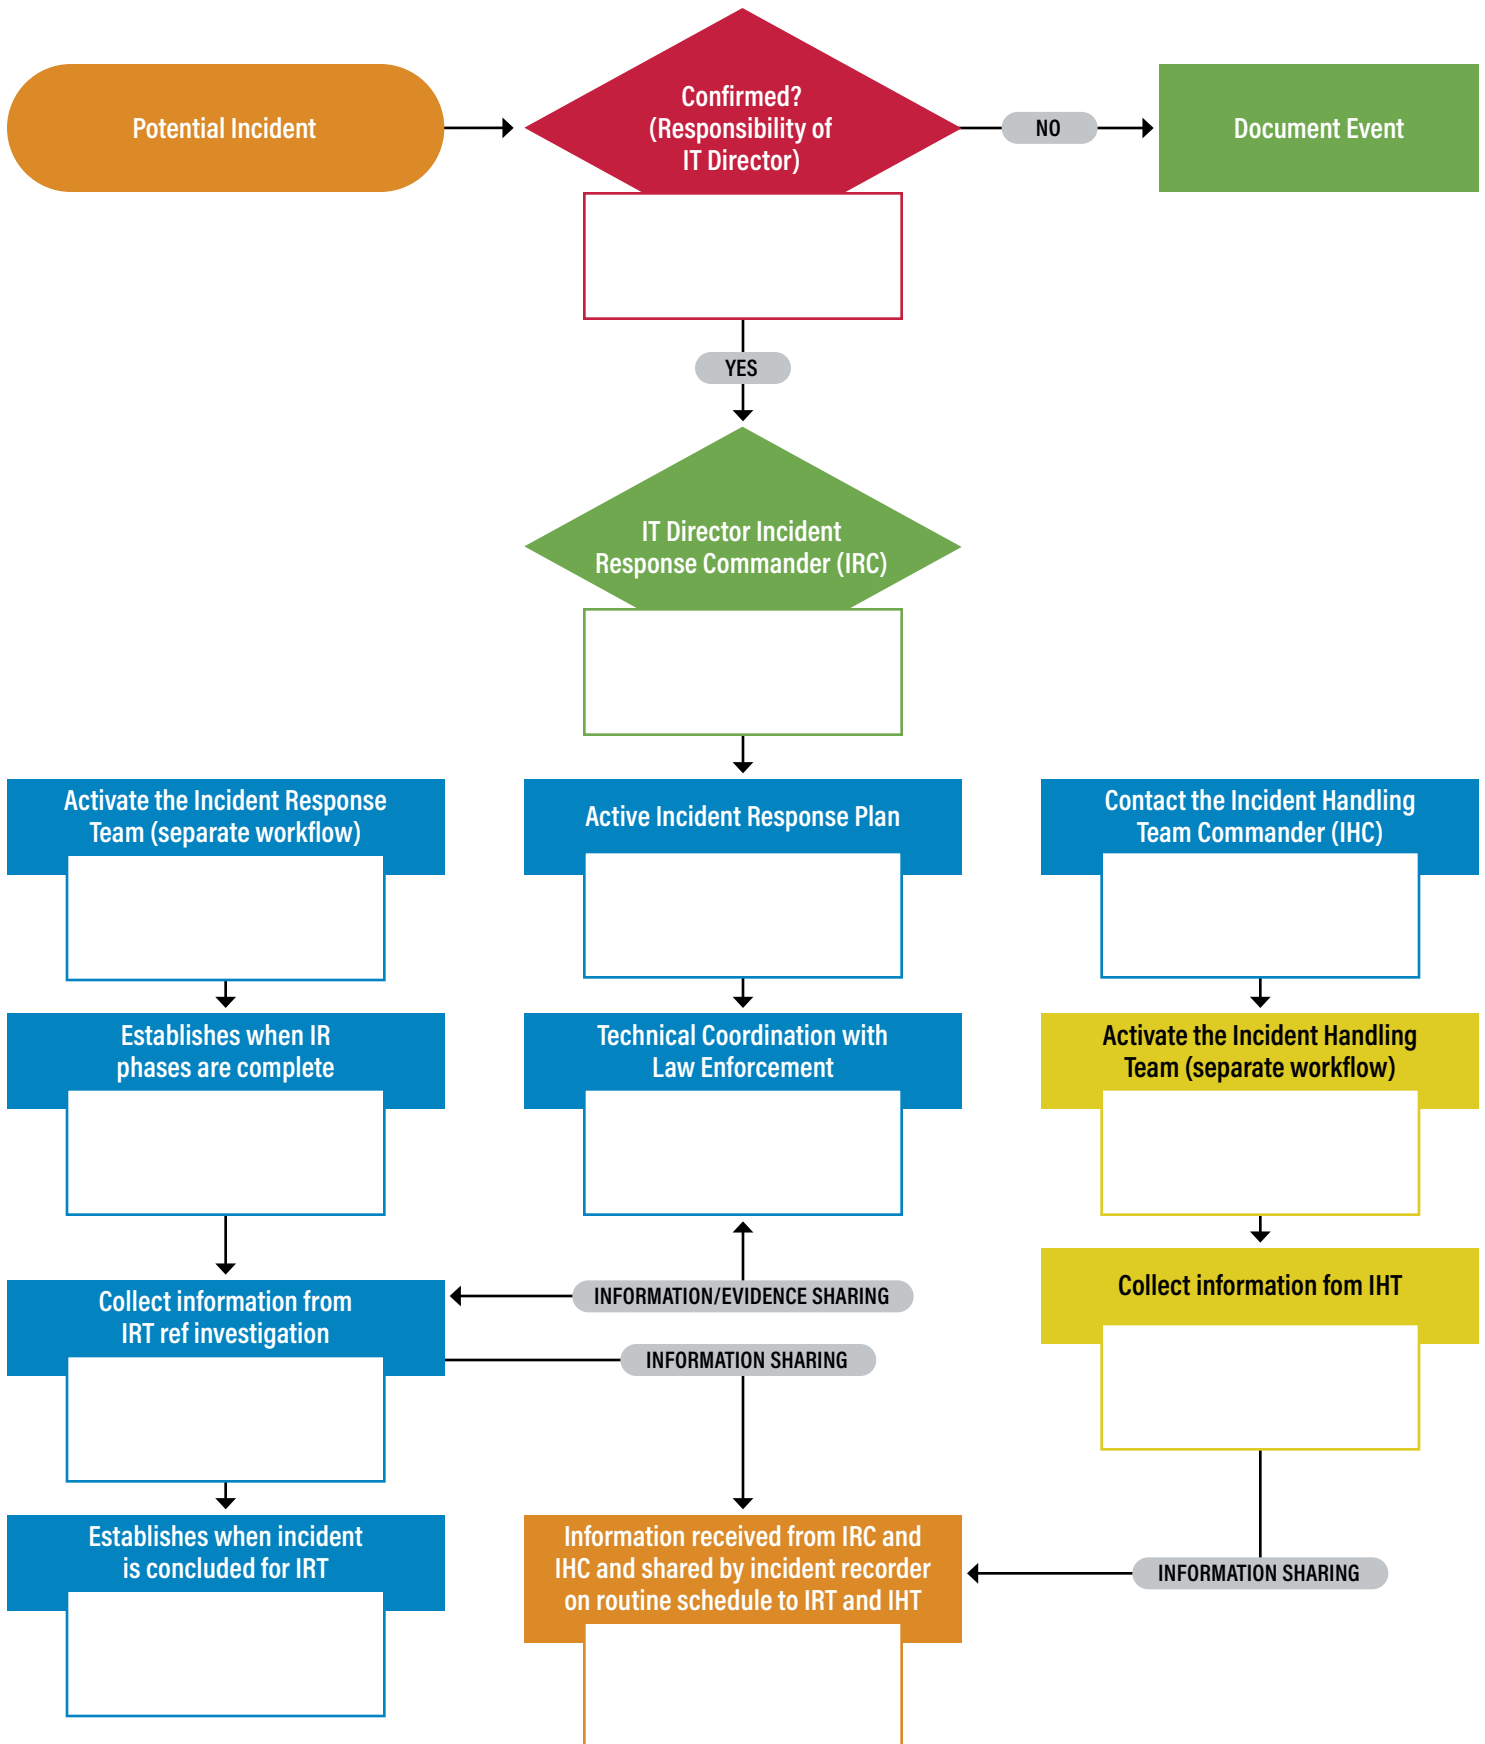 Potential Incident
Confirmed?
(Responsibility of
IT Director)
NO
Document Event
YES
IT Director Incident
Response Commander (IRC)
Activate the Incident Response
Team (separate workflow)
Active Incident Response Plan
Contact the Incident Handling
Team Commander (IHC)
Establishes when IR
phases are complete
Technical Coordination with
Law Enforcement
Activate the Incident Handling
Team (separate workflow)
Collect information from
IRT ref investigation
INFORMATION/EVIDENCE SHARING
Collect information fom IHT
INFORMATION SHARING
Establishes when incident
is concluded for IRT
Information received from IRC and
IHC and shared by incident recorder
on routine schedule to IRT and IHT
INFORMATION SHARING